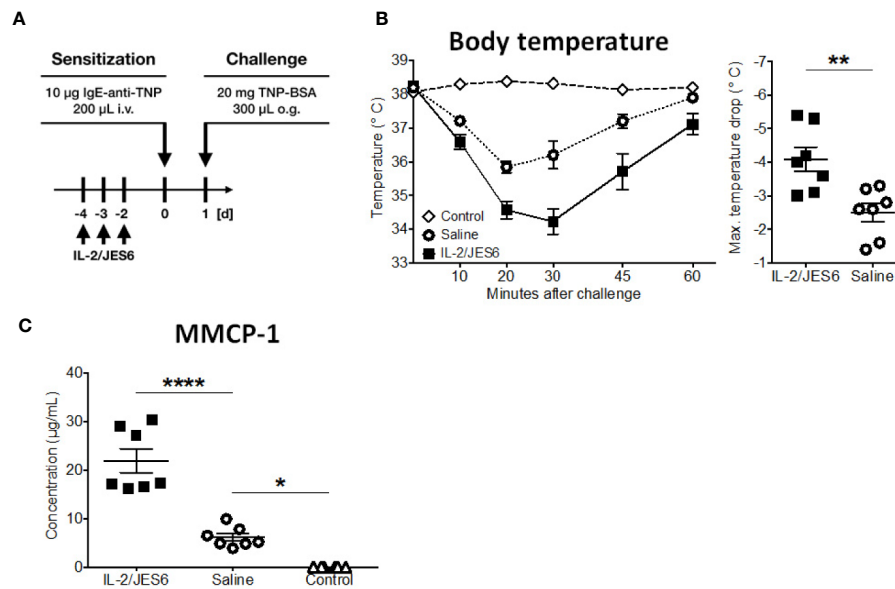 A
Sensitization
Challenge
10 µg IgE-anti-TNP
200 µL i.v.
20 mg TNP-BSA
300 µL o.g.
-4 -3 -2 0 1 [d]
IL-2/JES6
B
Body temperature
39
38
37
36
35
34
33
Temperature (° C)
Control
Saline
IL-2/JES6
10 20 30 45 60
Minutes after challenge
**
-7
-6
-5
-4
-3
-2
-1
Max. temperature drop (° C)
IL-2/JES6 Saline
C
MMCP-1
40
30
20
10
0
Concentration (µg/mL)
****
*
IL-2/JES6 Saline Control